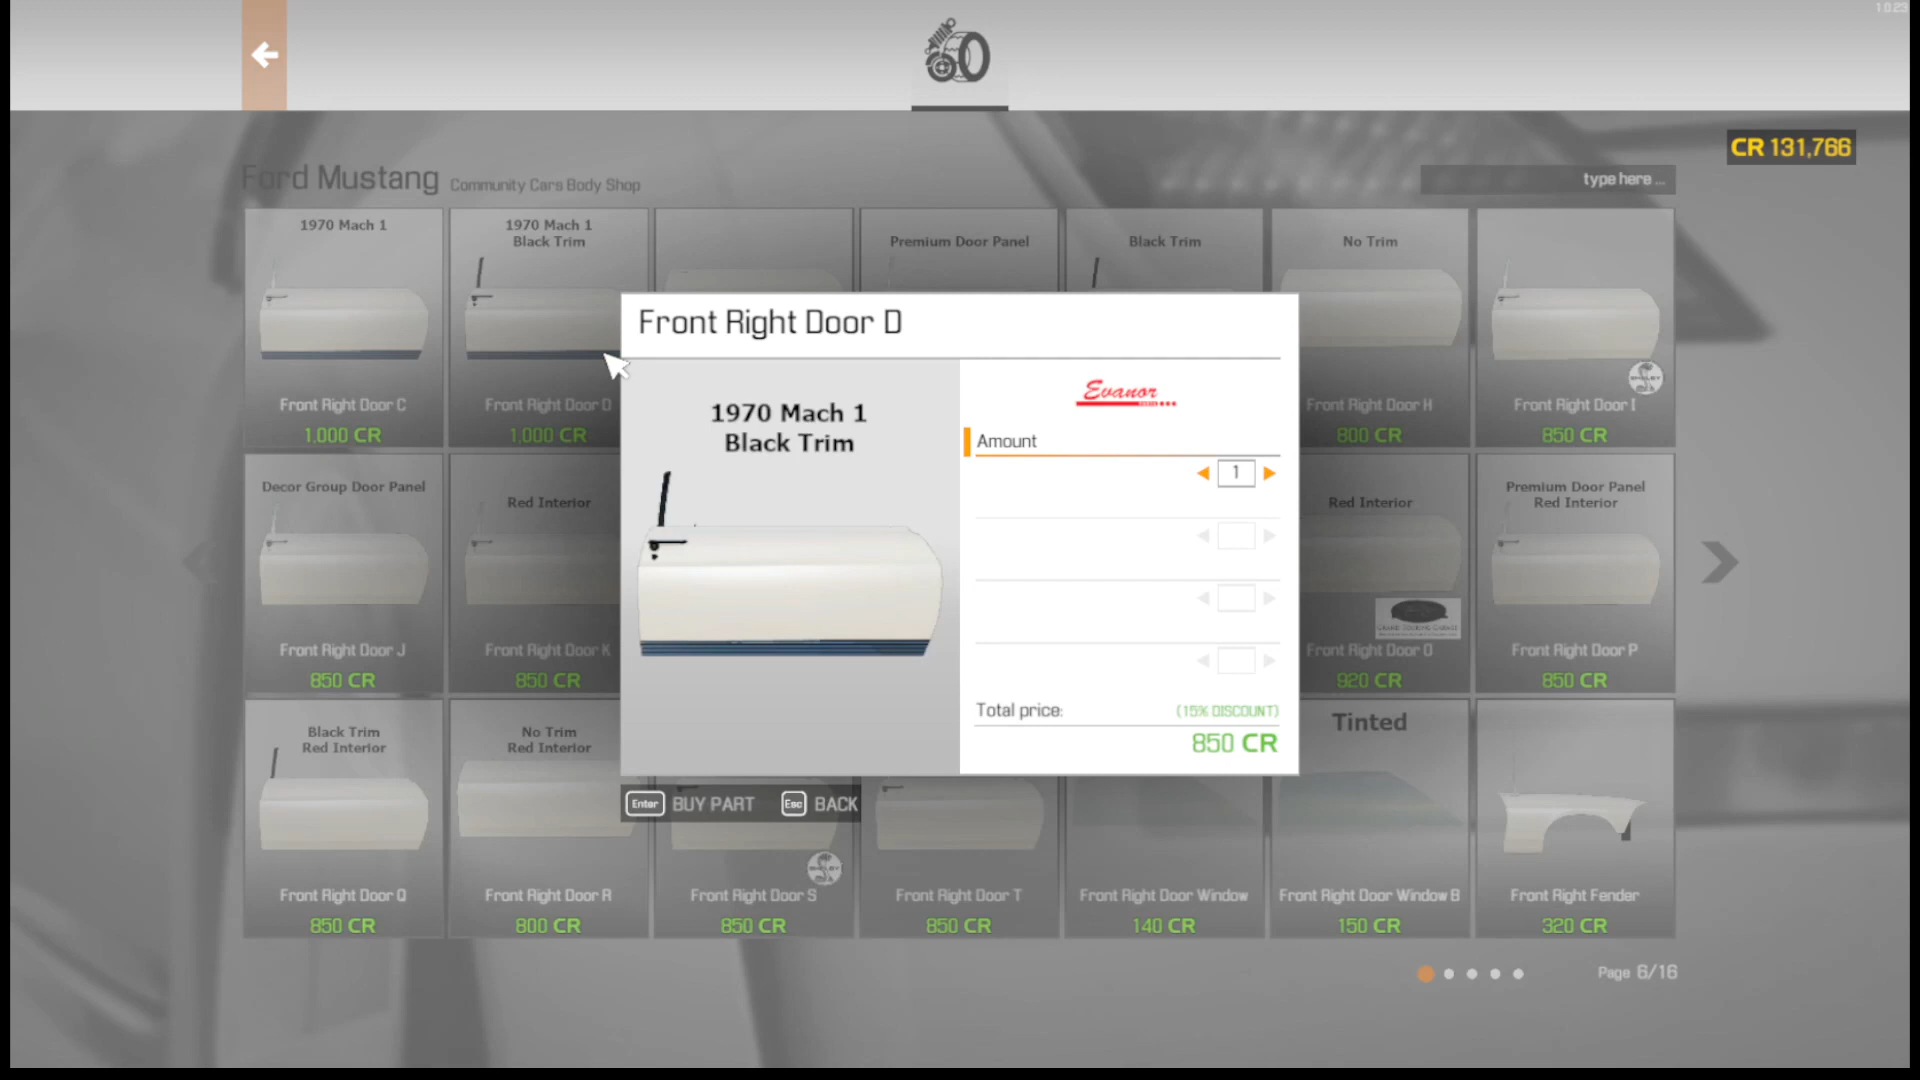 10.23
CR 131,766
Ford Mustang Community Cars Body Shop
type here ...
1970 Mach 1
Front Right Door C
1,000 CR
1970 Mach 1
Black Trim
Front Right Door D
1,000 CR
Premium Door Panel
Black Trim
No Trim
Front Right Door H
800 CR
SHELBY
Front Right Door I
850 CR
Front Right Door D
1970 Mach 1
Black Trim
Evanor
Amount
1
Total price:
(15% DISCOUNT)
850 CR
Enter BUY PART
Esc BACK
Decor Group Door Panel
Front Right Door J
850 CR
Red Interior
Front Right Door K
850 CR
Red Interior
Front Right Door O
920 CR
Premium Door Panel
Red Interior
Front Right Door P
850 CR
Black Trim
Red Interior
Front Right Door Q
850 CR
No Trim
Red Interior
Front Right Door R
800 CR
SHELBY
Front Right Door S
850 CR
Front Right Door T
850 CR
Front Right Door Window
140 CR
Tinted
Front Right Door Window B
150 CR
Front Right Fender
320 CR
Page 6/16